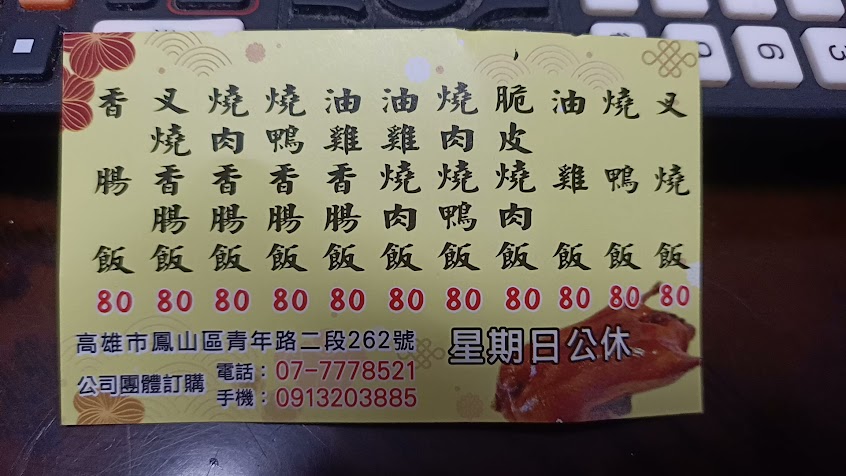 叉燒飯 80
燒鴨飯 80
油雞飯 80
脆皮燒肉飯 80
燒肉燒鴨飯 80
油雞燒肉飯 80
油雞香腸飯 80
燒鴨香腸飯 80
燒肉香腸飯 80
叉燒香腸飯 80
香腸飯 80
高雄市鳳山區青年路二段262號
星期日公休
公司團體訂購
電話：07-7778521
手機：0913203885
9 6 3